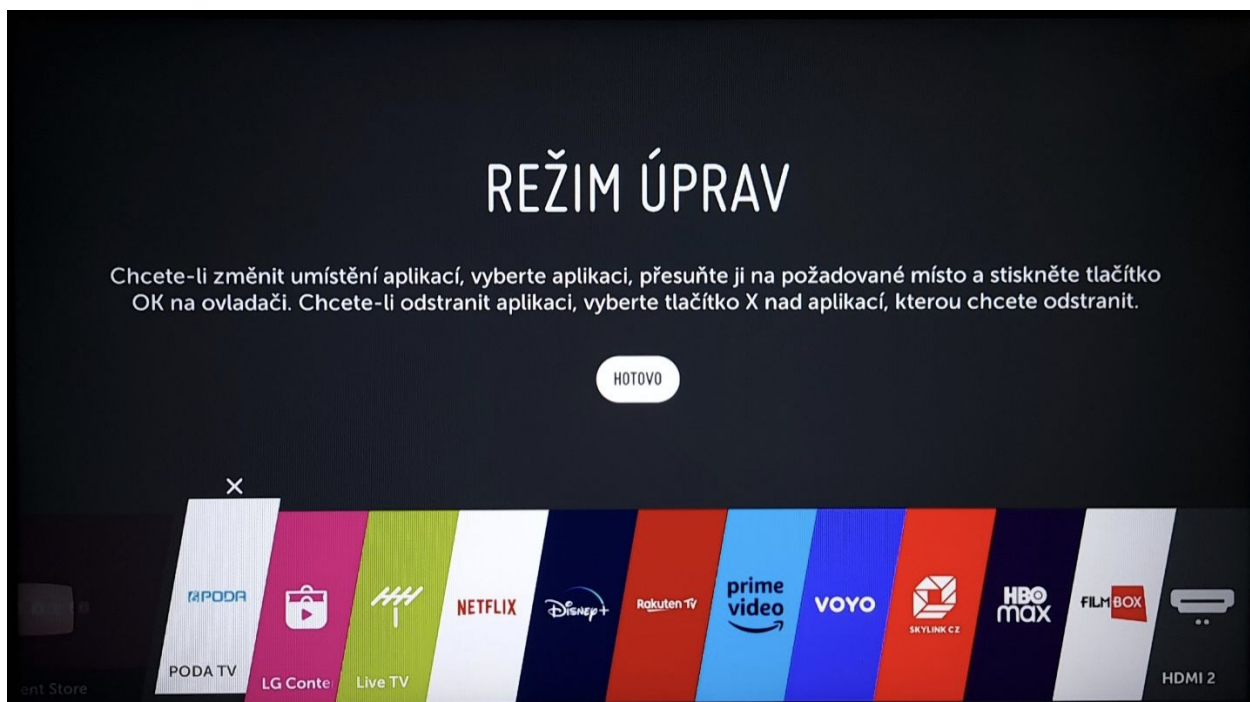 REŽIM ÚPRAV
Chcete-li změnit umístění aplikací, vyberte aplikaci, přesuňte ji na požadované místo a stiskněte tlačítko
OK na ovladači. Chcete-li odstranit aplikaci, vyberte tlačítko X nad aplikací, kterou chcete odstranit.
HOTOVO
ent Store
PODA
PODA TV
LG Conte
Live TV
NETFLIX
Disney+
Rakuten TV
prime
video
VOYO
SKYLINK CZ
HBO
max
FILMBOX
HDMI 2